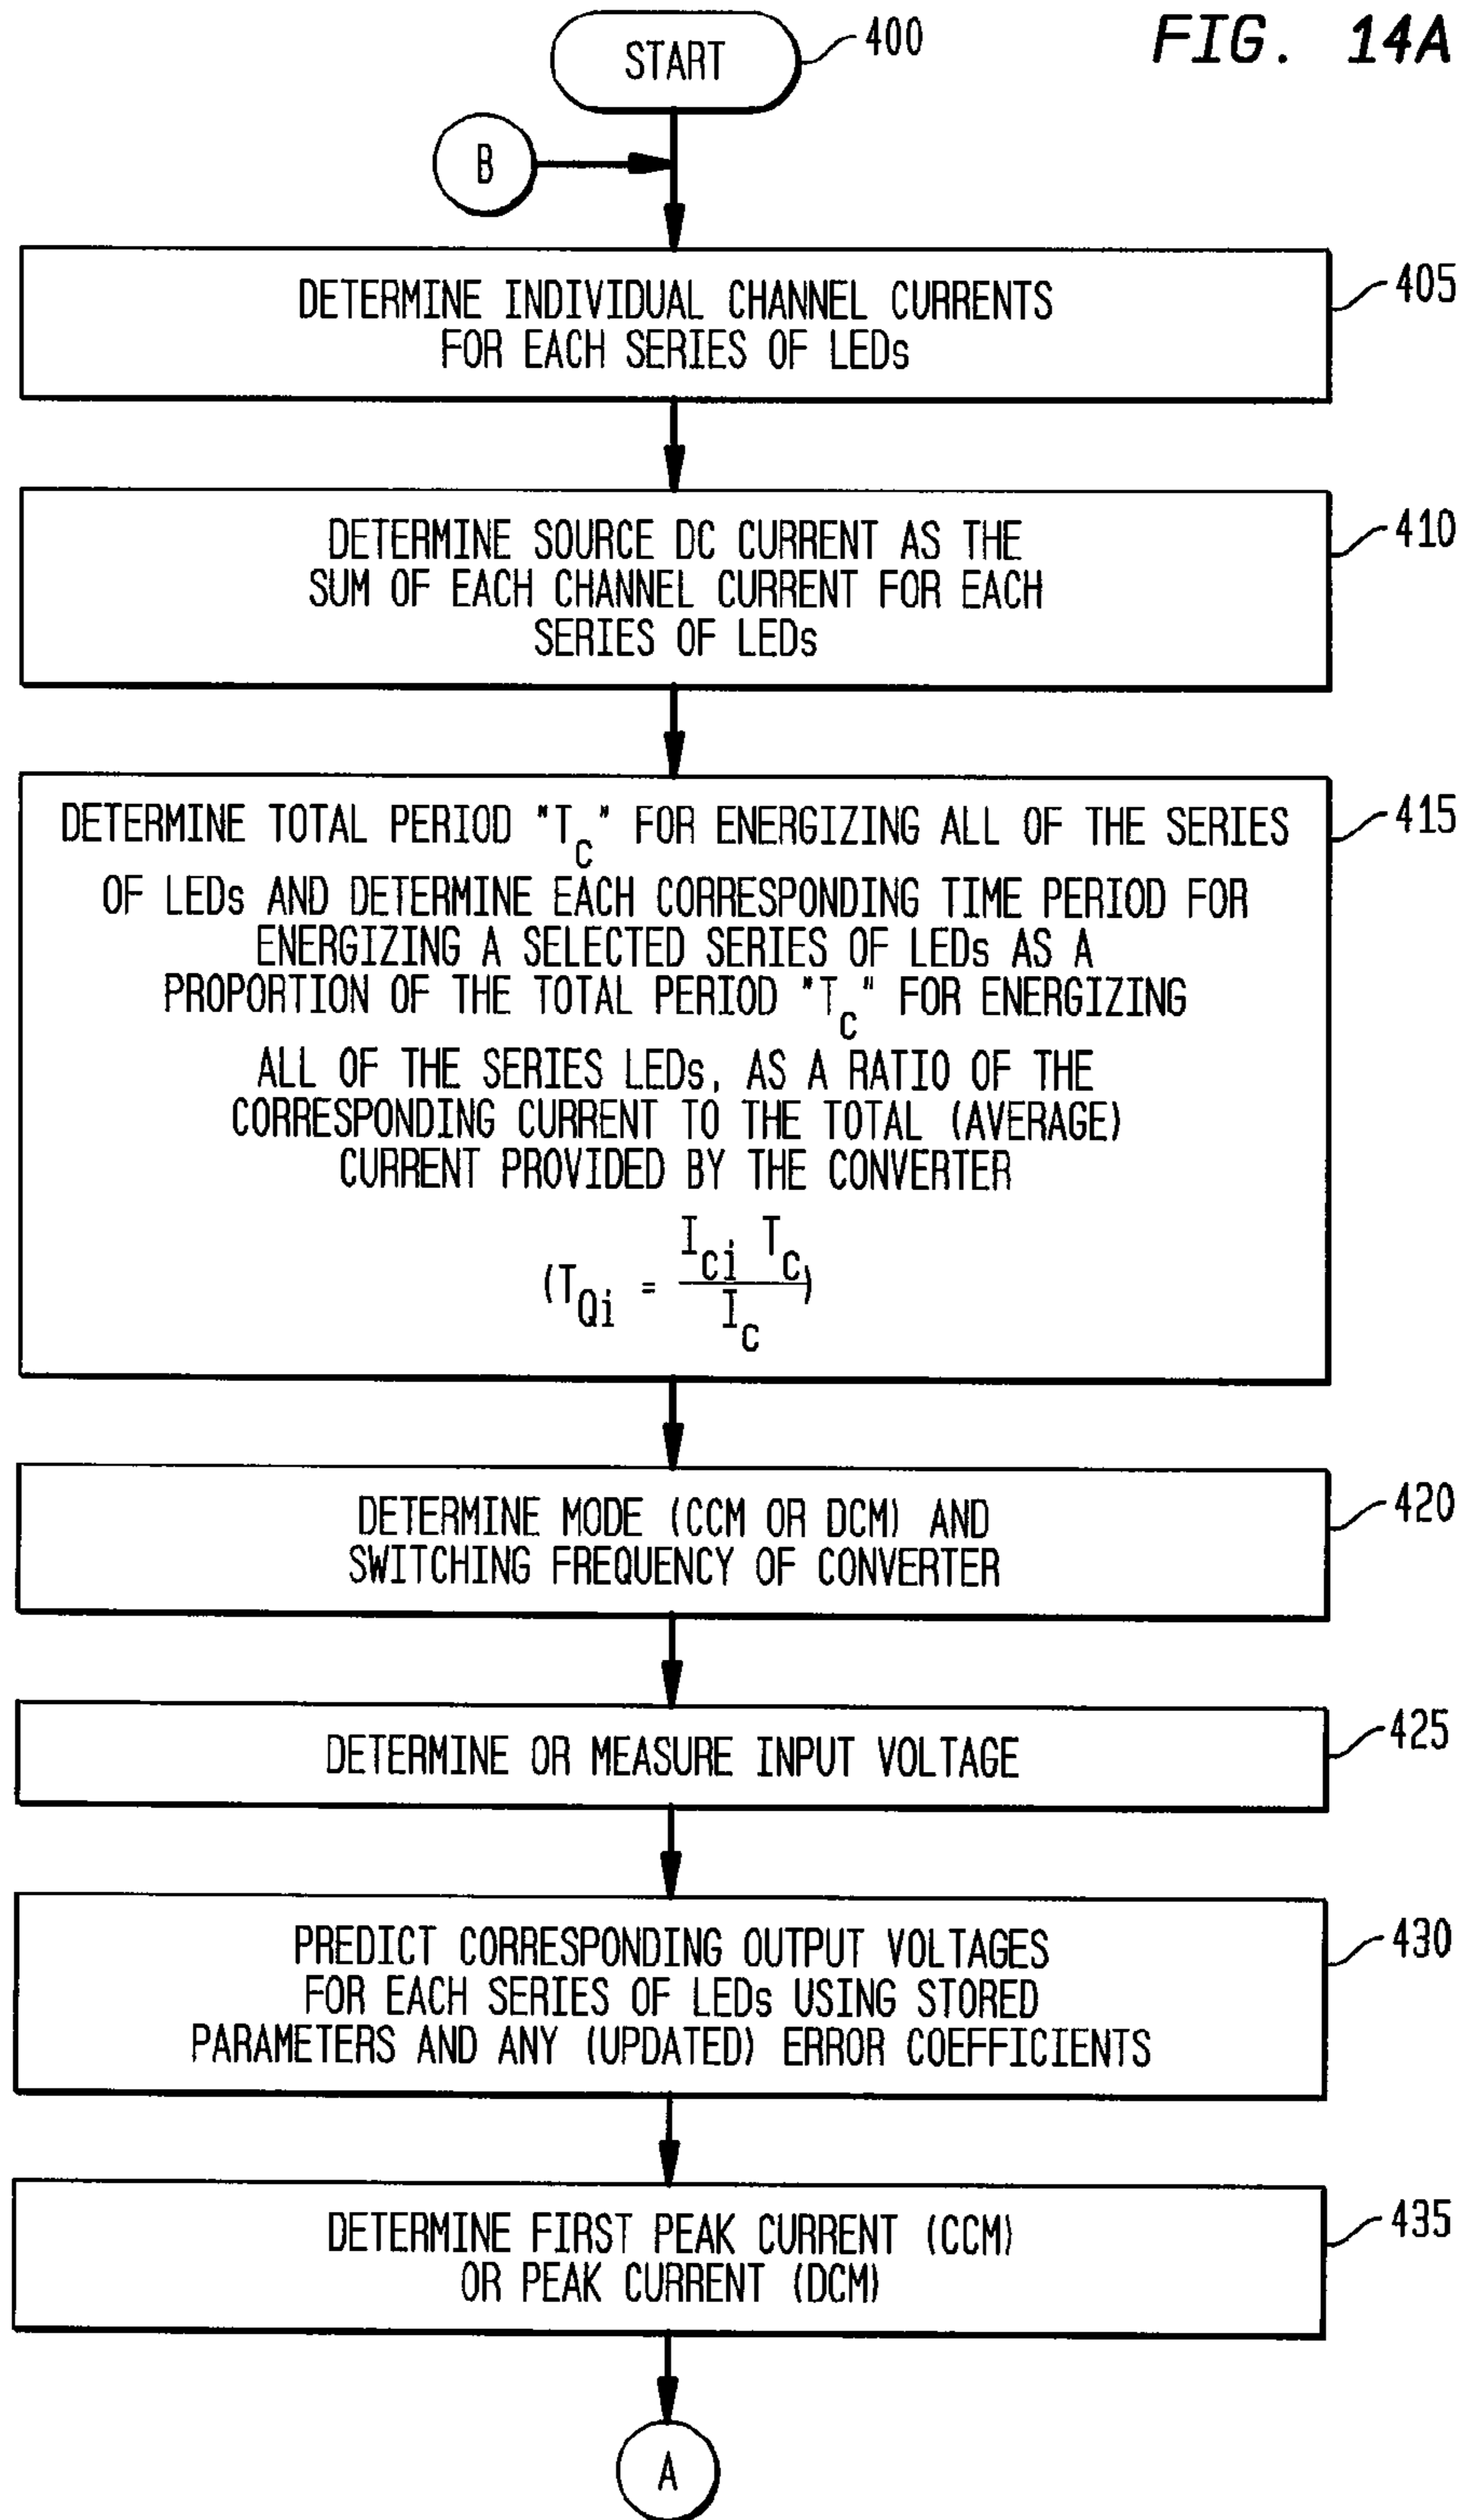 START
400
FIG. 14A
B
DETERMINE INDIVIDUAL CHANNEL CURRENTS
FOR EACH SERIES OF LEDs
405
DETERMINE SOURCE DC CURRENT AS THE
SUM OF EACH CHANNEL CURRENT FOR EACH
SERIES OF LEDs
410
DETERMINE TOTAL PERIOD "T_C" FOR ENERGIZING ALL OF THE SERIES
OF LEDs AND DETERMINE EACH CORRESPONDING TIME PERIOD FOR
ENERGIZING A SELECTED SERIES OF LEDs AS A
PROPORTION OF THE TOTAL PERIOD "T_C" FOR ENERGIZING
ALL OF THE SERIES LEDs, AS A RATIO OF THE
CORRESPONDING CURRENT TO THE TOTAL (AVERAGE)
CURRENT PROVIDED BY THE CONVERTER
(T_Qi = I_ci T_c / I_c)
415
DETERMINE MODE (CCM OR DCM) AND
SWITCHING FREQUENCY OF CONVERTER
420
DETERMINE OR MEASURE INPUT VOLTAGE
425
PREDICT CORRESPONDING OUTPUT VOLTAGES
FOR EACH SERIES OF LEDs USING STORED
PARAMETERS AND ANY (UPDATED) ERROR COEFFICIENTS
430
DETERMINE FIRST PEAK CURRENT (CCM)
OR PEAK CURRENT (DCM)
435
A